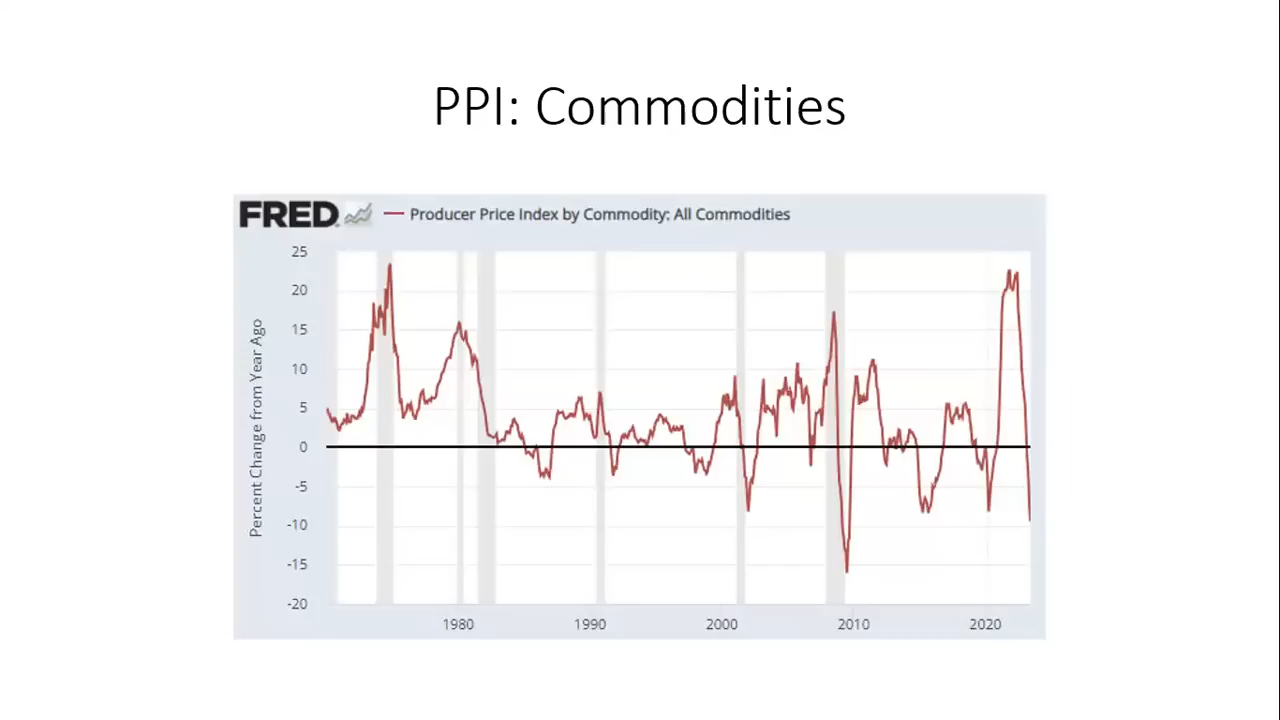 PPI: Commodities
FRED
Producer Price Index by Commodity: All Commodities
Percent Change from Year Ago
25
20
15
10
5
0
-5
-10
-15
-20
1980 1990 2000 2010 2020